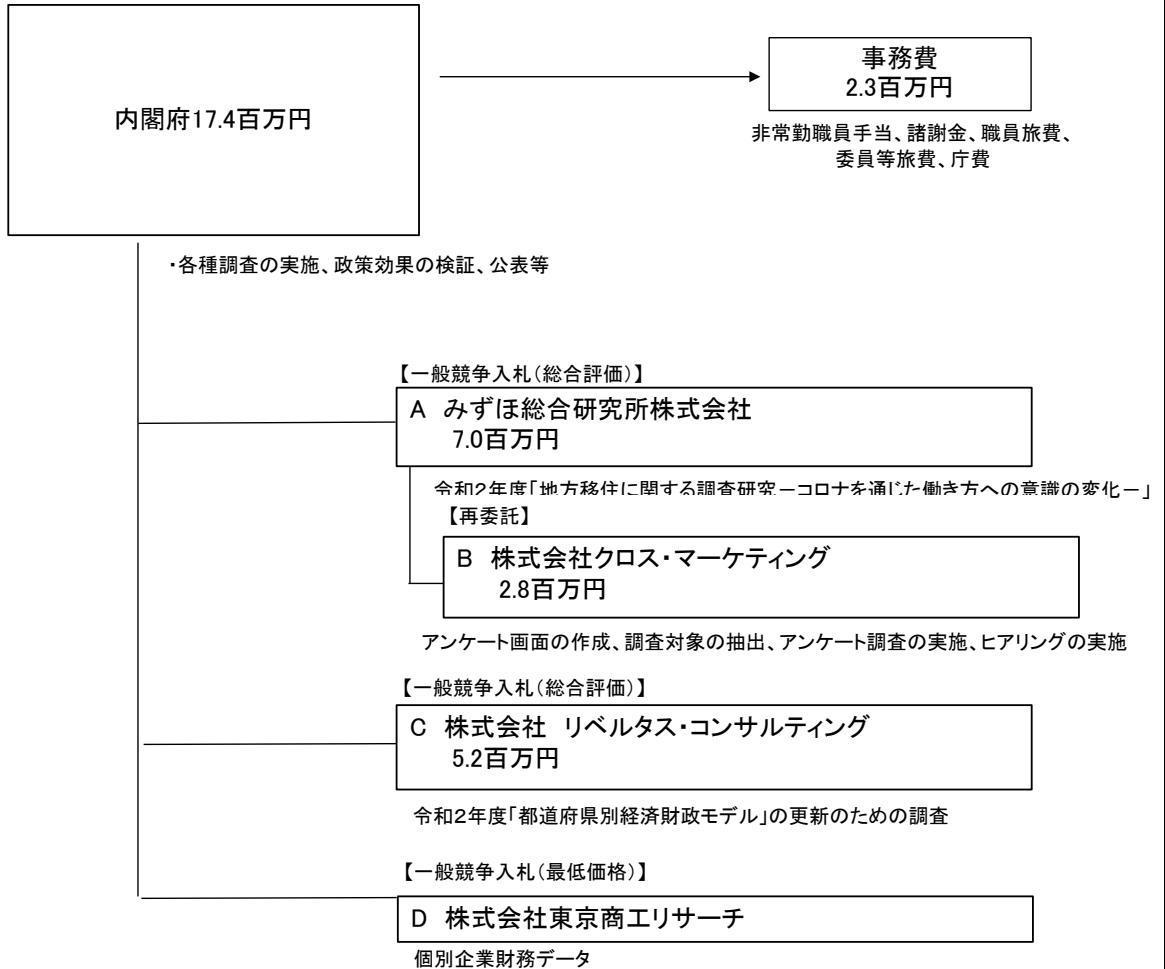 内閣府17.4百万円
事務費
2.3百万円
非常勤職員手当、諸謝金、職員旅費、
委員等旅費、庁費
・各種調査の実施、政策効果の検証、公表等
【一般競争入札(総合評価)】
A みずほ総合研究所株式会社
7.0百万円
令和2年度「地方移住に関する調査研究－コロナを通じた働き方への意識の変化－」
【再委託】
B 株式会社クロス・マーケティング
2.8百万円
アンケート画面の作成、調査対象の抽出、アンケート調査の実施、ヒアリングの実施
【一般競争入札(総合評価)】
C 株式会社 リベルタス・コンサルティング
5.2百万円
令和2年度「都道府県別経済財政モデル」の更新のための調査
【一般競争入札(最低価格)】
D 株式会社東京商工リサーチ
個別企業財務データ